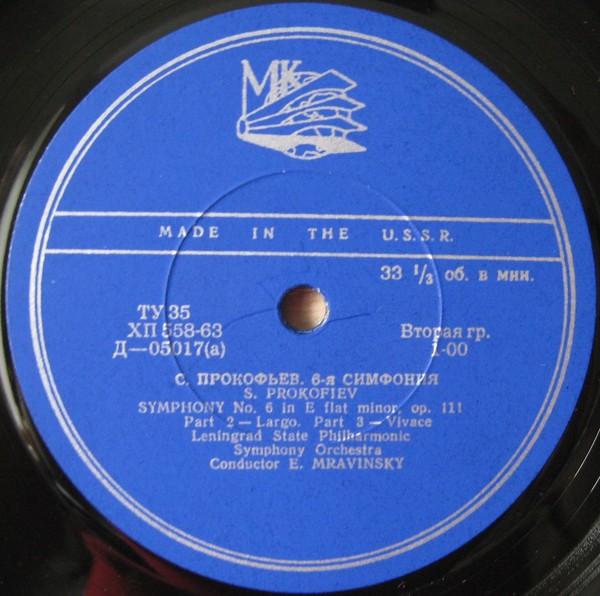 МК
MADE IN THE U.S.S.R.
33 1/3 об. в мин.
ТУ 35
ХП 558-63
Д—05017(а)
Вторая гр.
1-00
С. ПРОКОФЬЕВ. 6-я СИМФОНИЯ
S. PROKOFIEV
SYMPHONY No. 6 in E flat minor, op. 111
Part 2 — Largo. Part 3 — Vivace
Leningrad State Philharmonic
Symphony Orchestra
Conductor E. MRAVINSKY